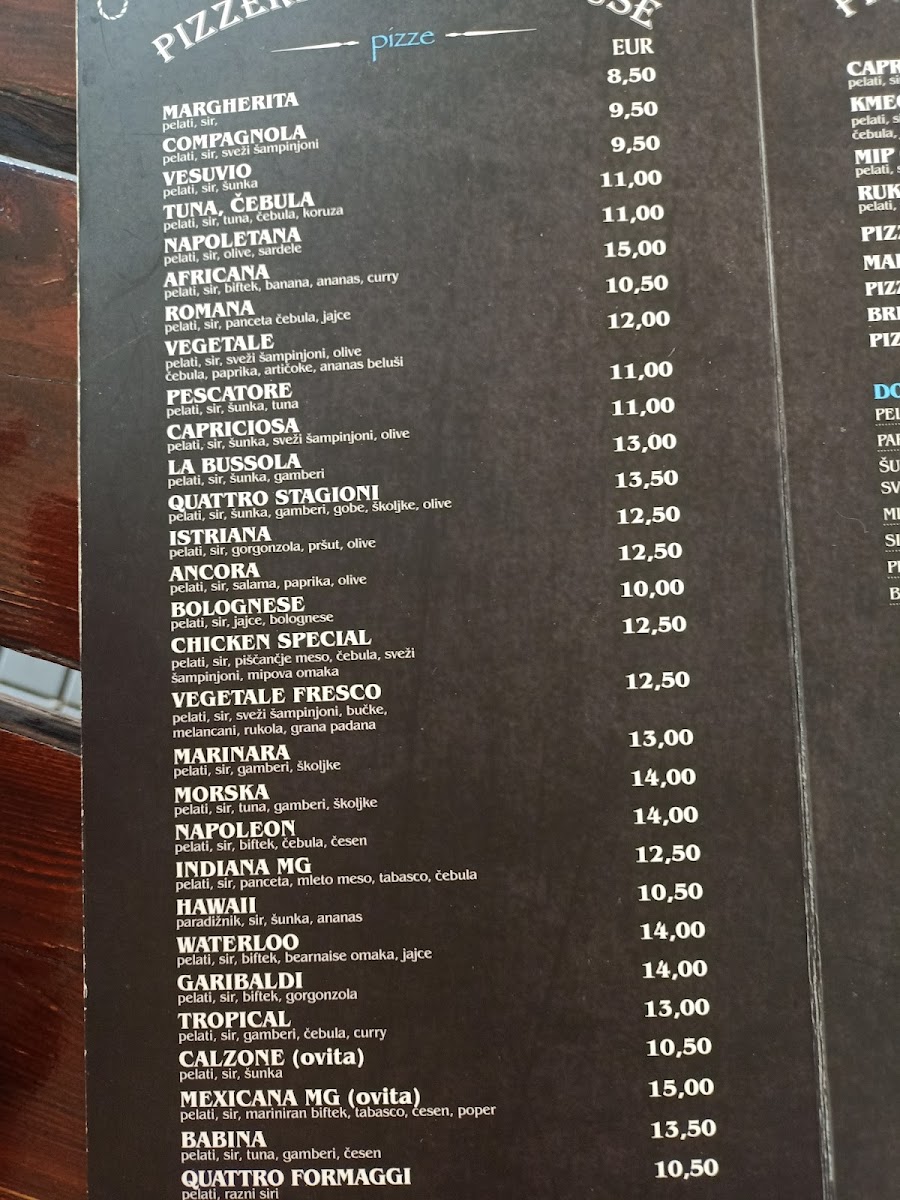 pizze
EUR
MARGHERITA 8,50
pelati, sir,
COMPAGNOLA 9,50
pelati, sir, sveži šampinjoni
VESUVIO 9,50
pelati, sir, šunka
TUNA, ČEBULA 11,00
pelati, sir, tuna, čebula, koruza
NAPOLETANA 11,00
pelati, sir, olive, sardele
AFRICANA 15,00
pelati, sir, biftek, banana, ananas, curry
ROMANA 10,50
pelati, sir, panceta čebula, jajce
VEGETALE 12,00
pelati, sir, sveži šampinjoni, olive
čebula, paprika, artičoke, ananas beluši
PESCATORE 11,00
pelati, sir, šunka, tuna
CAPRICIOSA 11,00
pelati, sir, šunka, sveži šampinjoni, olive
LA BUSSOLA 13,00
pelati, sir, šunka, gamberi
QUATTRO STAGIONI 13,50
pelati, sir, šunka, gamberi, gobe, školjke, olive
ISTRIANA 12,50
pelati, sir, gorgonzola, pršut, olive
ANCORA 12,50
pelati, sir, salama, paprika, olive
BOLOGNESE 10,00
pelati, sir, jajce, bolognese
CHICKEN SPECIAL 12,50
pelati, sir, piščančje meso, čebula, sveži
šampinjoni, mipova omaka
VEGETALE FRESCO 12,50
pelati, sir, sveži šampinjoni, bučke,
melancani, rukola, grana padana
MARINARA 13,00
pelati, sir, gamberi, školjke
MORSKA 14,00
pelati, sir, tuna, gamberi, školjke
NAPOLEON 14,00
pelati, sir, biftek, čebula, česen
INDIANA MG 12,50
pelati, sir, panceta, mleto meso, tabasco, čebula
HAWAII 10,50
paradižnik, sir, šunka, ananas
WATERLOO 14,00
pelati, sir, biftek, bearnaise omaka, jajce
GARIBALDI 14,00
pelati, sir, biftek, gorgonzola
TROPICAL 13,00
pelati, sir, gamberi, čebula, curry
CALZONE (ovita) 10,50
pelati, sir, šunka
MEXICANA MG (ovita) 15,00
pelati, sir, mariniran biftek, tabasco, česen, poper
BABINA 13,50
pelati, sir, tuna, gamberi, česen
QUATTRO FORMAGGI 10,50
pelati, razni siri
pelati,
pelati,
čebula,
MIP
pelati,
pelati,